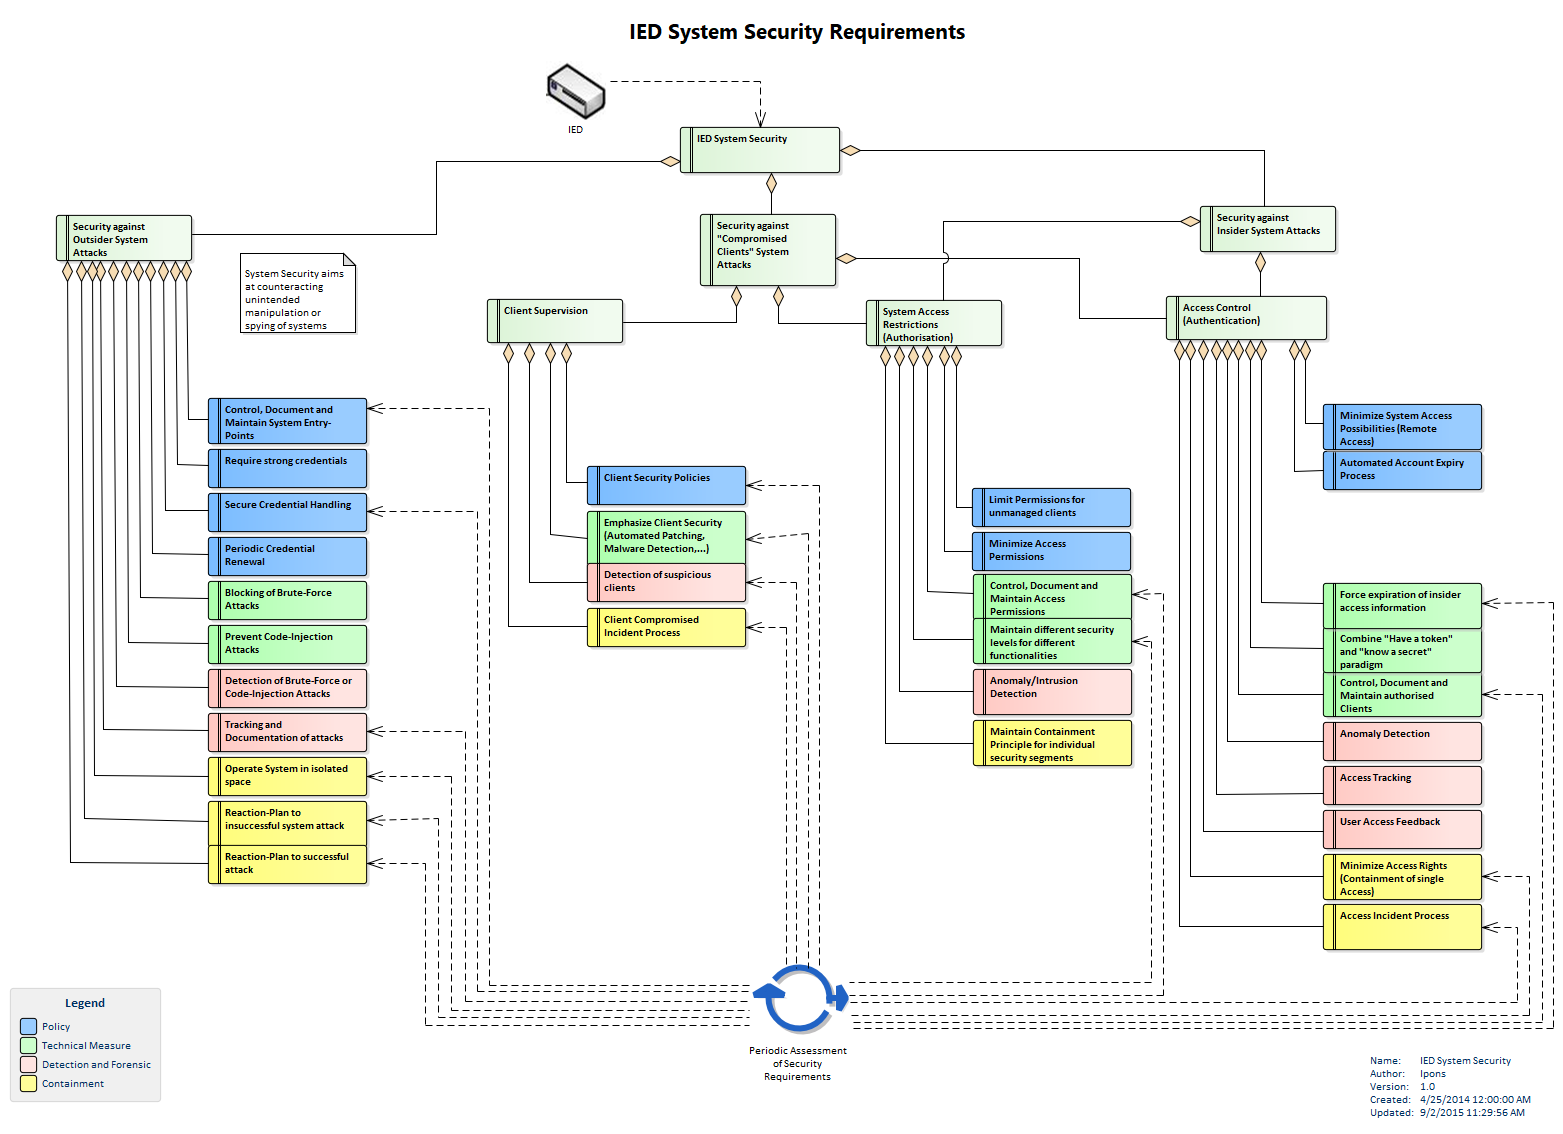 IED System Security Requirements
IED
IED System Security
Security against
Outsider System
Attacks
System Security aims
at counteracting
unintended
manipulation or
spying of systems
Security against
"Compromised
Clients" System
Attacks
Security against
Insider System Attacks
Client Supervision
System Access
Restrictions
(Authorisation)
Access Control
(Authentication)
Control, Document and
Maintain System Entry-
Points
Require strong credentials
Secure Credential Handling
Periodic Credential
Renewal
Blocking of Brute-Force
Attacks
Prevent Code-Injection
Attacks
Detection of Brute-Force or
Code-Injection Attacks
Tracking and
Documentation of attacks
Operate System in isolated
space
Reaction-Plan to
insuccessful system attack
Reaction-Plan to successful
attack
Client Security Policies
Emphasize Client Security
(Automated Patching,
Malware Detection,...)
Detection of suspicious
clients
Client Compromised
Incident Process
Limit Permissions for
unmanaged clients
Minimize Access
Permissions
Control, Document and
Maintain Access
Permissions
Maintain different security
levels for different
functionalities
Anomaly/Intrusion
Detection
Maintain Containment
Principle for individual
security segments
Minimize System Access
Possibilities (Remote
Access)
Automated Account Expiry
Process
Force expiration of insider
access information
Combine "Have a token"
and "know a secret"
paradigm
Control, Document and
Maintain authorised
Clients
Anomaly Detection
Access Tracking
User Access Feedback
Minimize Access Rights
(Containment of single
Access)
Access Incident Process
Periodic Assessment
of Security
Requirements
Legend
Policy
Technical Measure
Detection and Forensic
Containment
Name: IED System Security
Author: Ipons
Version: 1.0
Created: 4/25/2014 12:00:00 AM
Updated: 9/2/2015 11:29:56 AM